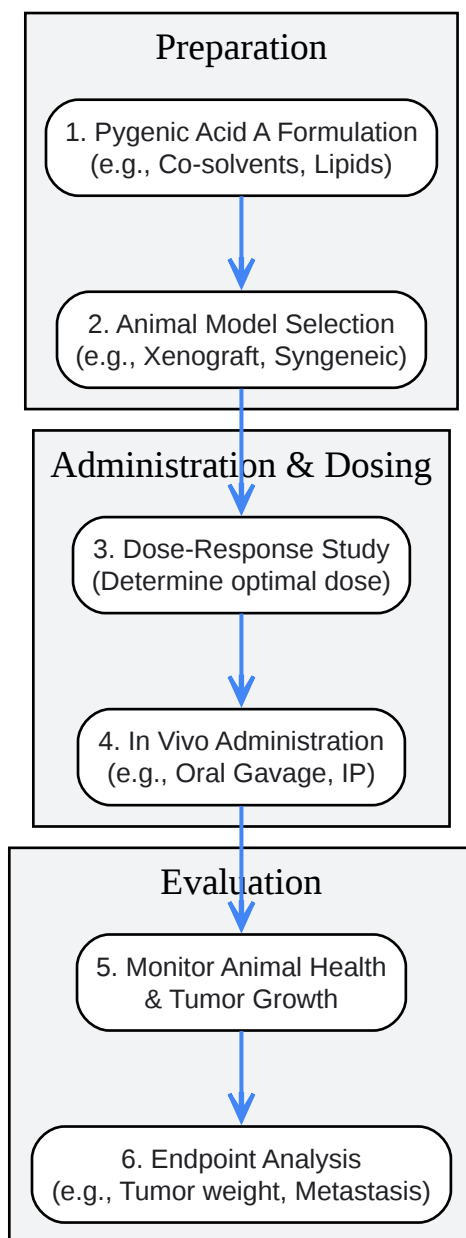 Preparation
1. Pygenic Acid A Formulation
(e.g., Co-solvents, Lipids)
2. Animal Model Selection
(e.g., Xenograft, Syngeneic)
Administration & Dosing
3. Dose-Response Study
(Determine optimal dose)
4. In Vivo Administration
(e.g., Oral Gavage, IP)
Evaluation
5. Monitor Animal Health
& Tumor Growth
6. Endpoint Analysis
(e.g., Tumor weight, Metastasis)